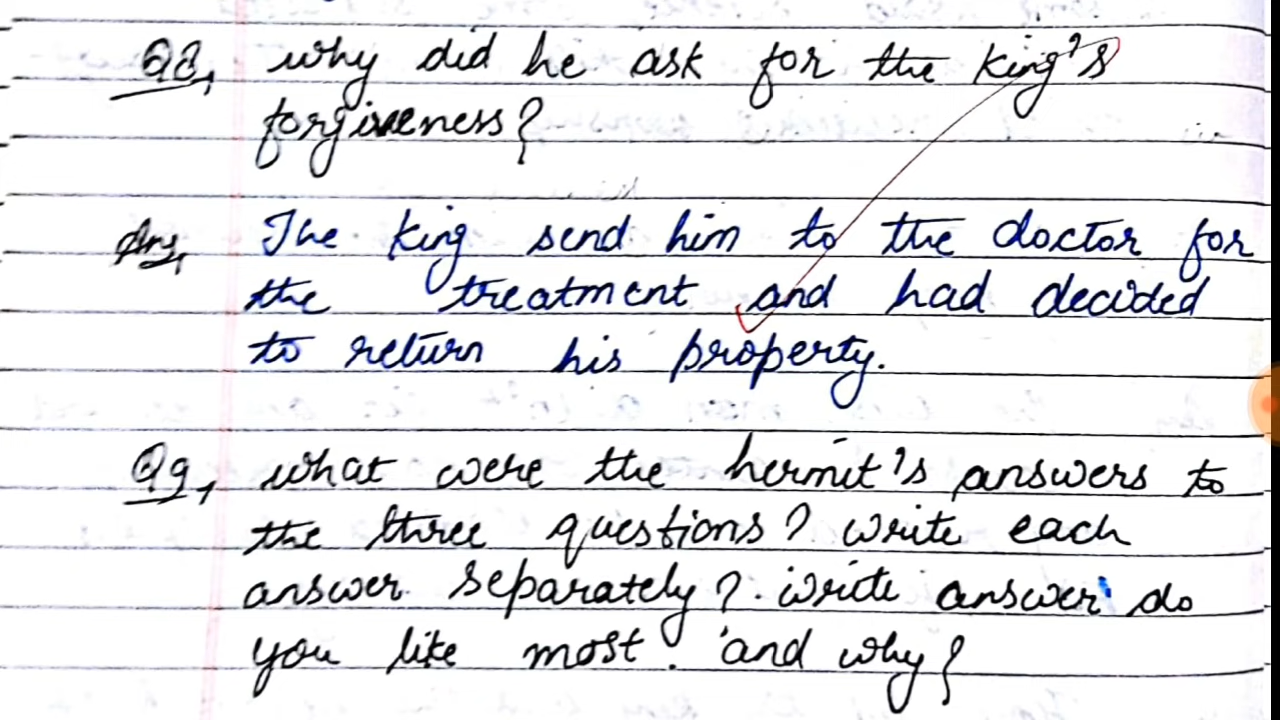 Q8, why did he ask for the king's
forgiveness?
Ans, The king send him to the doctor for
the treatment and had decided
to return his property.
Q9, what were the hermit's answers to
the three questions? write each
answer separately?. write answer do
you like most. and why?